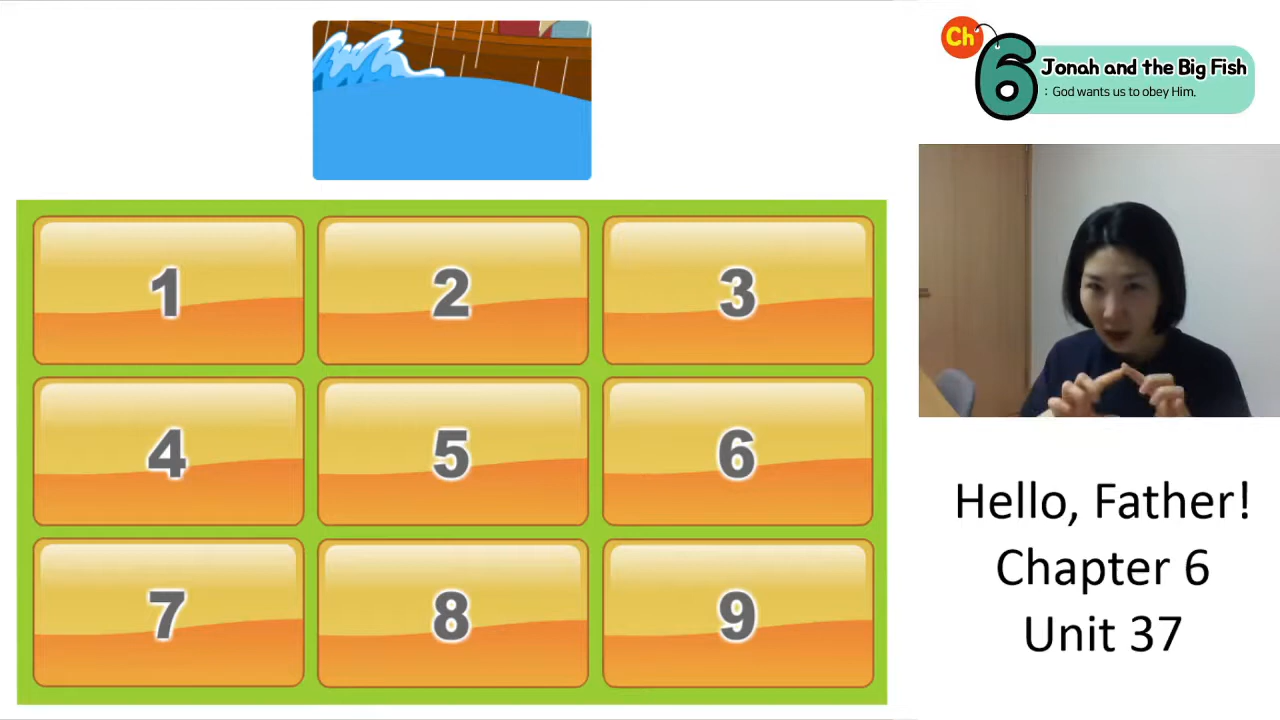 Ch 6
Jonah and the Big Fish
: God wants us to obey Him.
1 2 3
4 5 6
7 8 9
Hello, Father!
Chapter 6
Unit 37